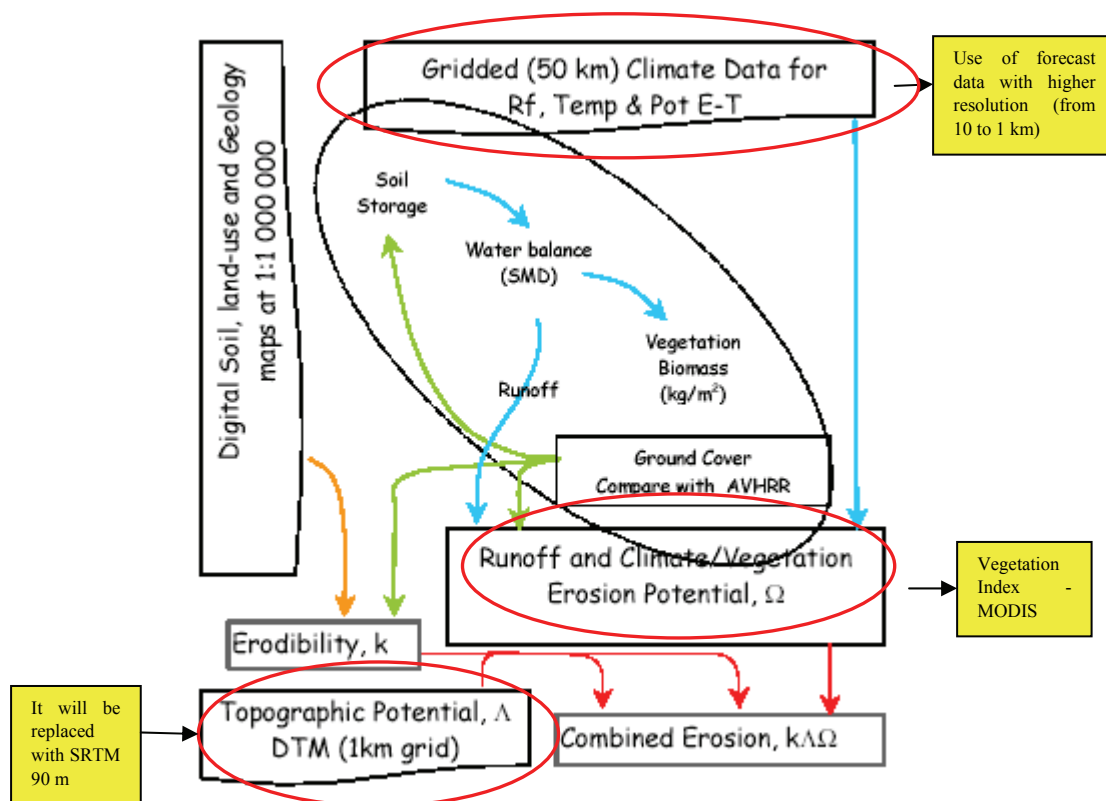 Gridded (50 km) Climate Data for
Rf, Temp & Pot E-T
Use of forecast
data with higher
resolution (from
10 to 1 km)
Digital Soil, land-use and Geology
maps at 1:1 000 000
Soil
Storage
Water balance
(SMD)
Vegetation
Biomass
(kg/m²)
Runoff
Ground Cover
Compare with AVHRR
Runoff and Climate/Vegetation
Erosion Potential, Ω
Vegetation
Index -
MODIS
Erodibility, k
It will be
replaced
with SRTM
90 m
Topographic Potential, Λ
DTM (1km grid)
Combined Erosion, kΛΩ